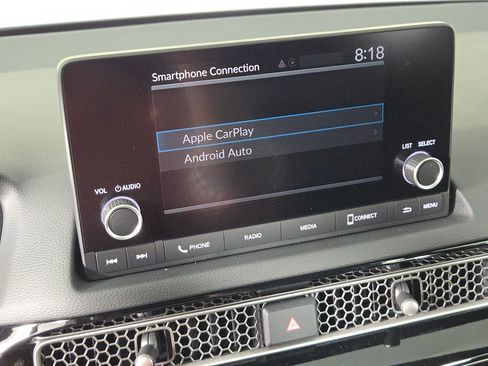 8:18
Smartphone Connection
Apple CarPlay
Android Auto
LIST SELECT
VOL AUDIO
PHONE RADIO MEDIA CONNECT MENU